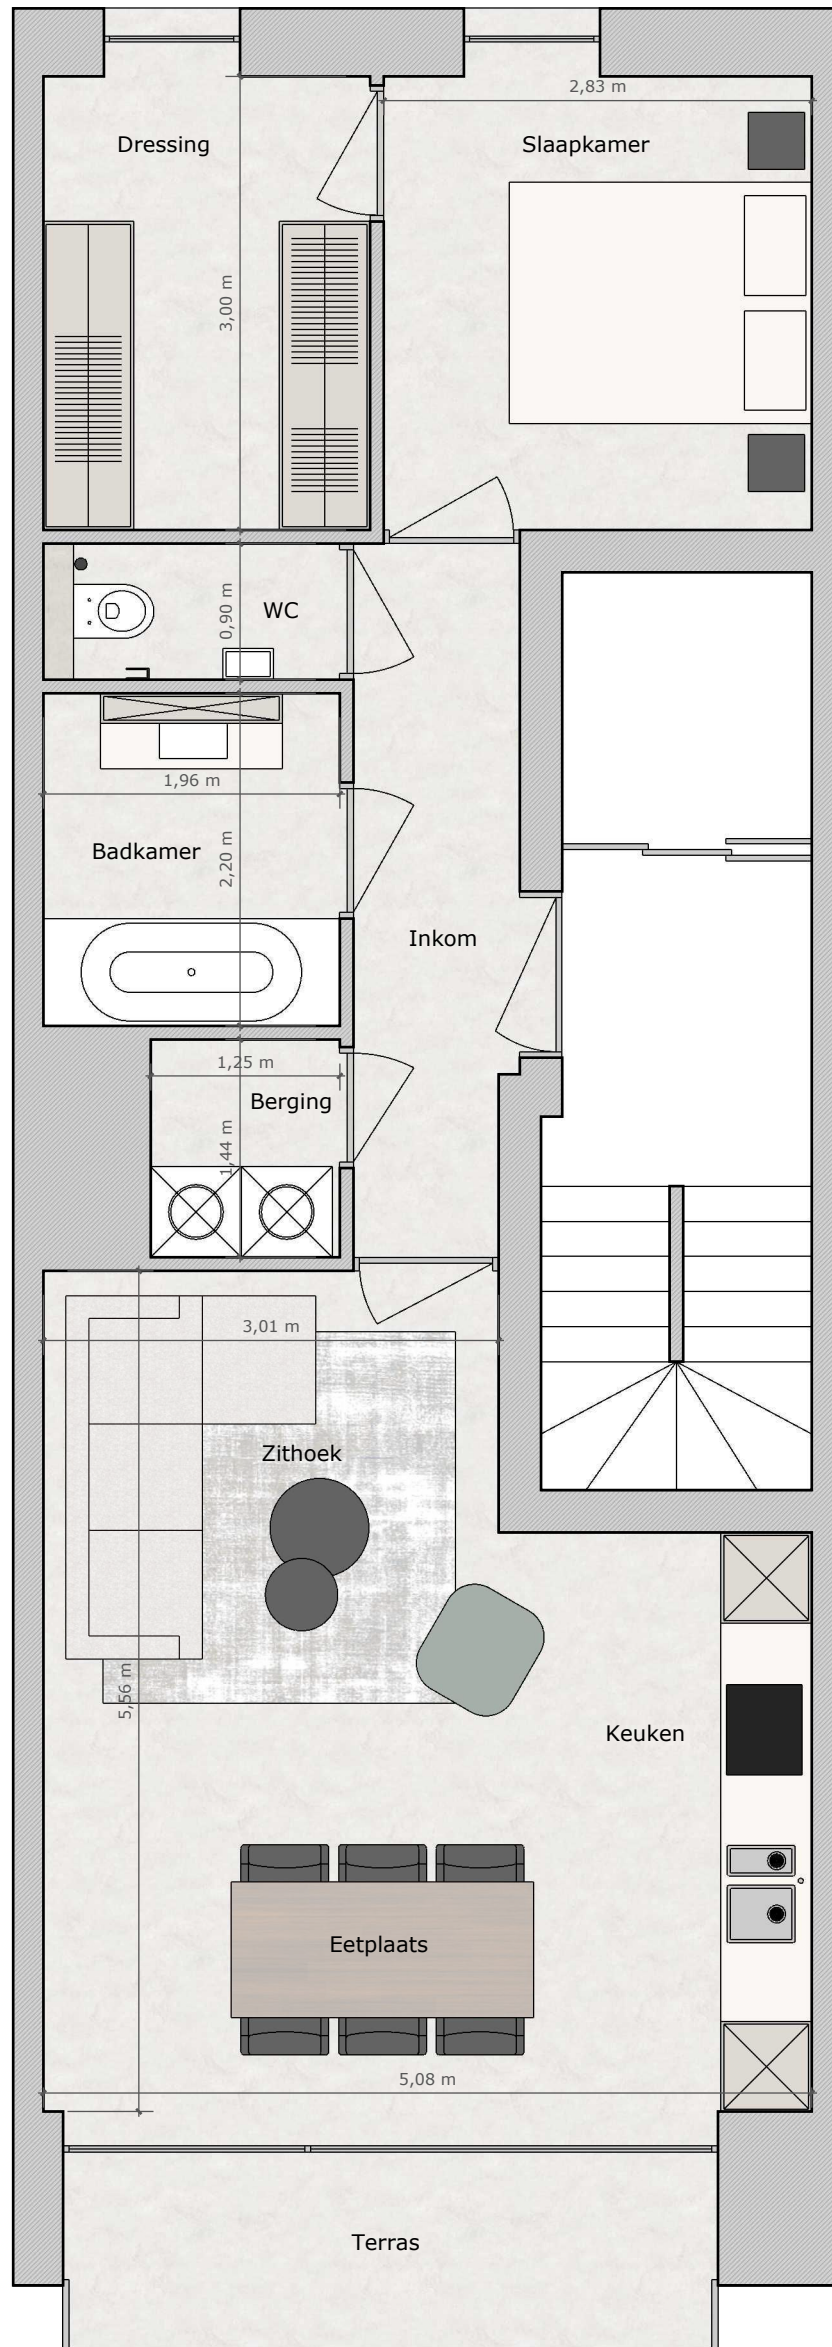 2,83 m
Dressing
Slaapkamer
3,00 m
0,90 m
WC
1,96 m
Badkamer
2,20 m
Inkom
1,25 m
Berging
1,44 m
3,01 m
Zithoek
5,56 m
Keuken
Eetplaats
5,08 m
Terras